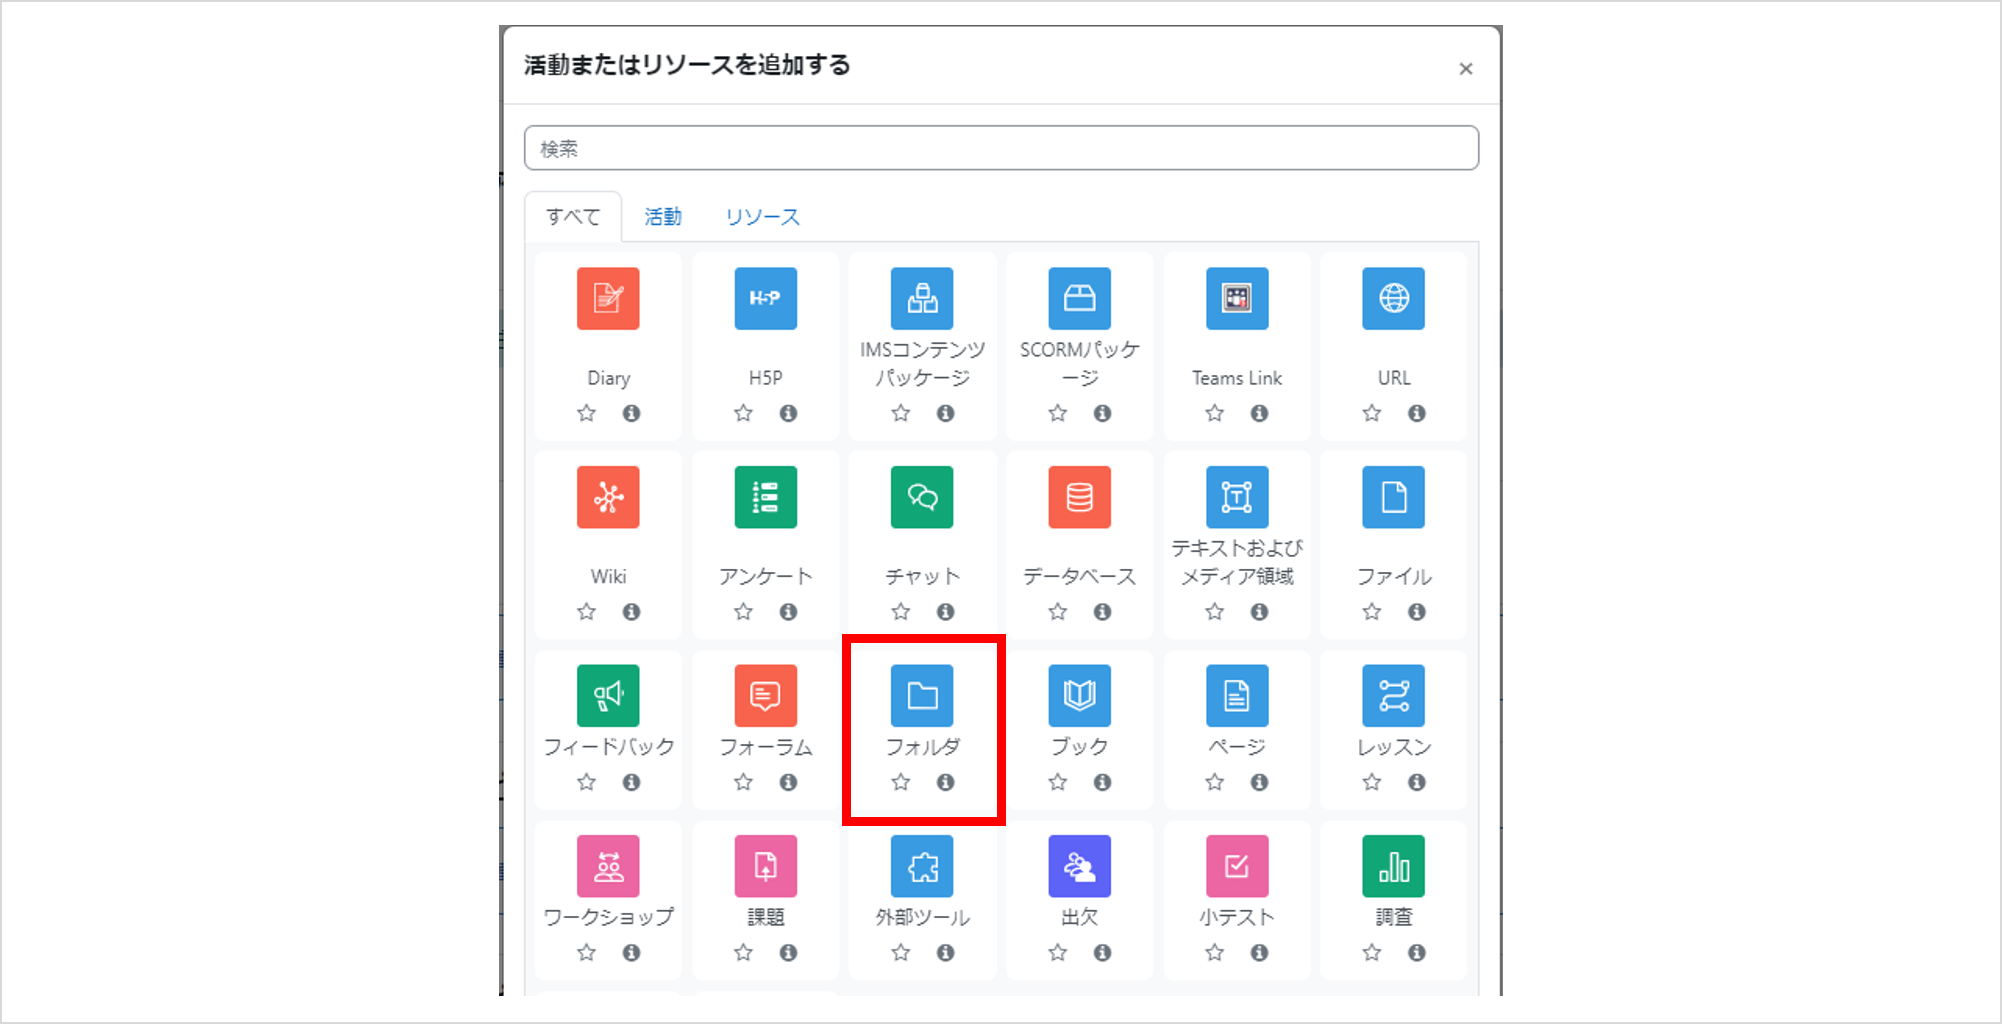 活動またはリソースを追加する
×
検索
すべて
活動
リソース
H5P
IMSコンテンツ
SCORMパッケ
Diary
H5P
パッケージ
ージ
Teams Link
URL
T
テキストおよび
Wiki
アンケート
チャット
データベース
メディア領域
ファイル
フィードバック
フォーラム
フォルダ
ブック
ページ
レッスン
ワークショップ
課題
外部ツール
出欠
小テスト
調査